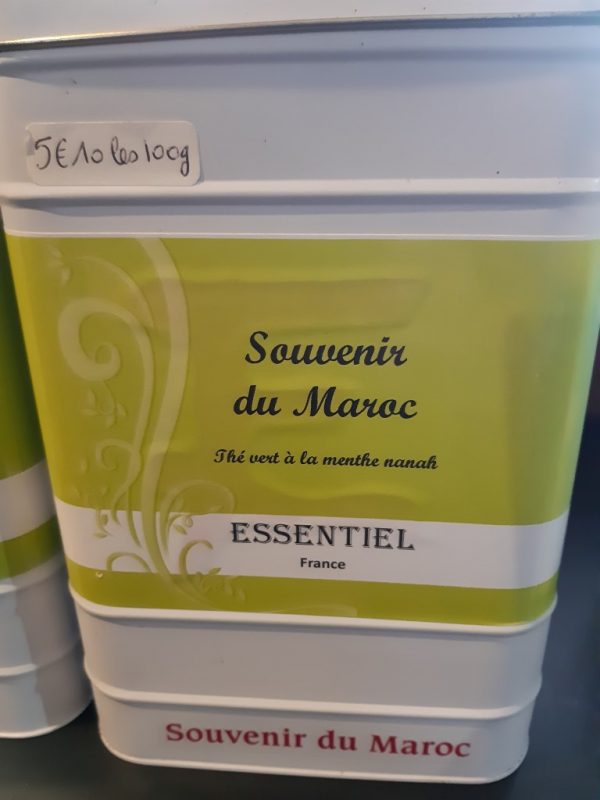 5€10 les 100g
Souvenir
du Maroc
Thé vert à la menthe nanah
ESSENTIEL
France
Souvenir du Maroc